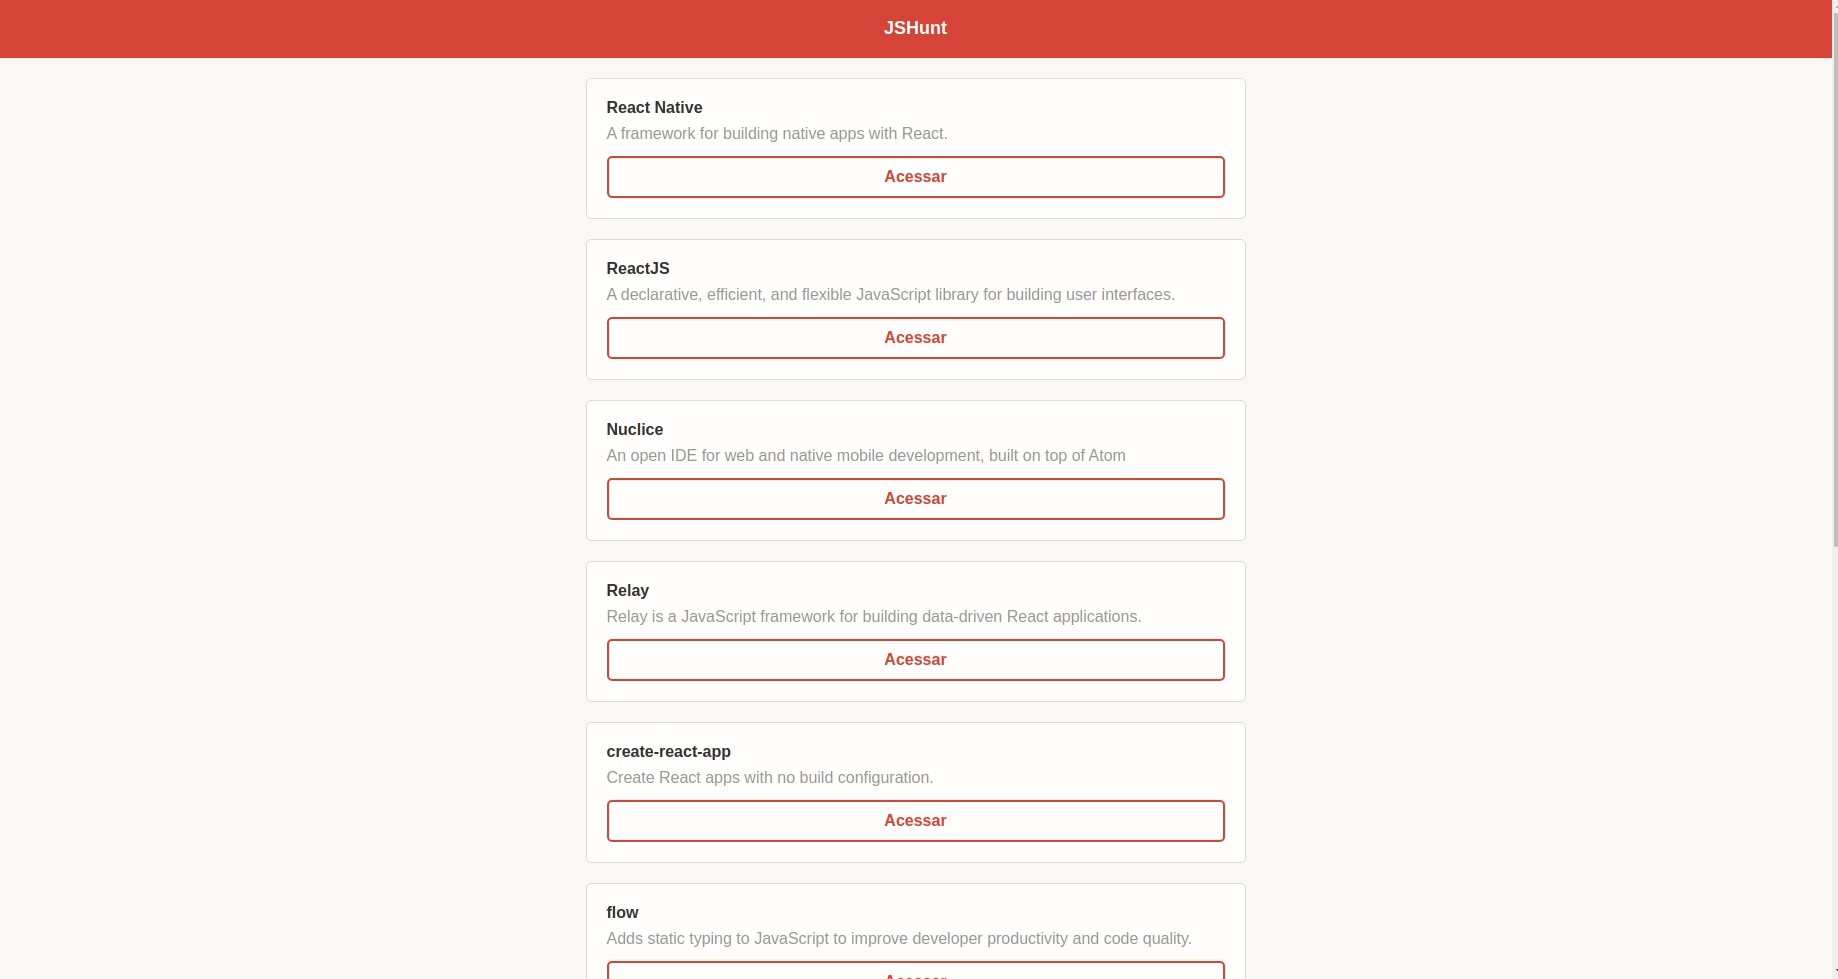 JSHunt
React Native
A framework for building native apps with React.
Acessar
ReactJS
A declarative, efficient, and flexible JavaScript library for building user interfaces.
Acessar
Nuclice
An open IDE for web and native mobile development, built on top of Atom
Acessar
Relay
Relay is a JavaScript framework for building data-driven React applications.
Acessar
create-react-app
Create React apps with no build configuration.
Acessar
flow
Adds static typing to JavaScript to improve developer productivity and code quality.